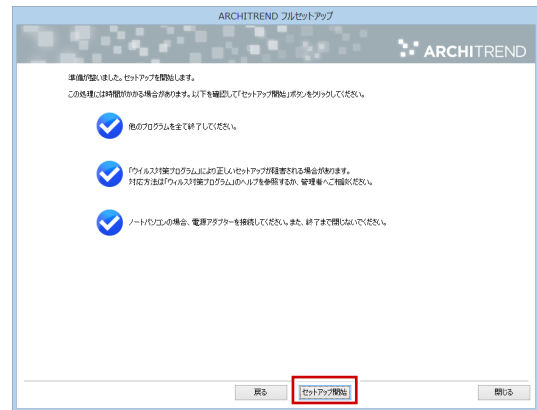 ARCHITREND フルセットアップ
ARCHITREND
準備が整いました。セットアップを開始します。
この処理には時間がかかる場合があります。以下を確認して「セットアップ開始」ボタンをクリックしてください。
他のプログラムを全て終了してください。
「ウイルス対策プログラム」により正しいセットアップが阻害される場合があります。
対応方法は「ウィルス対策プログラム」のヘルプを参照するか、管理者へご相談ください。
ノートパソコンの場合、電源アダプターを接続してください。また、終了まで閉じないでください。
戻る
セットアップ開始
閉じる